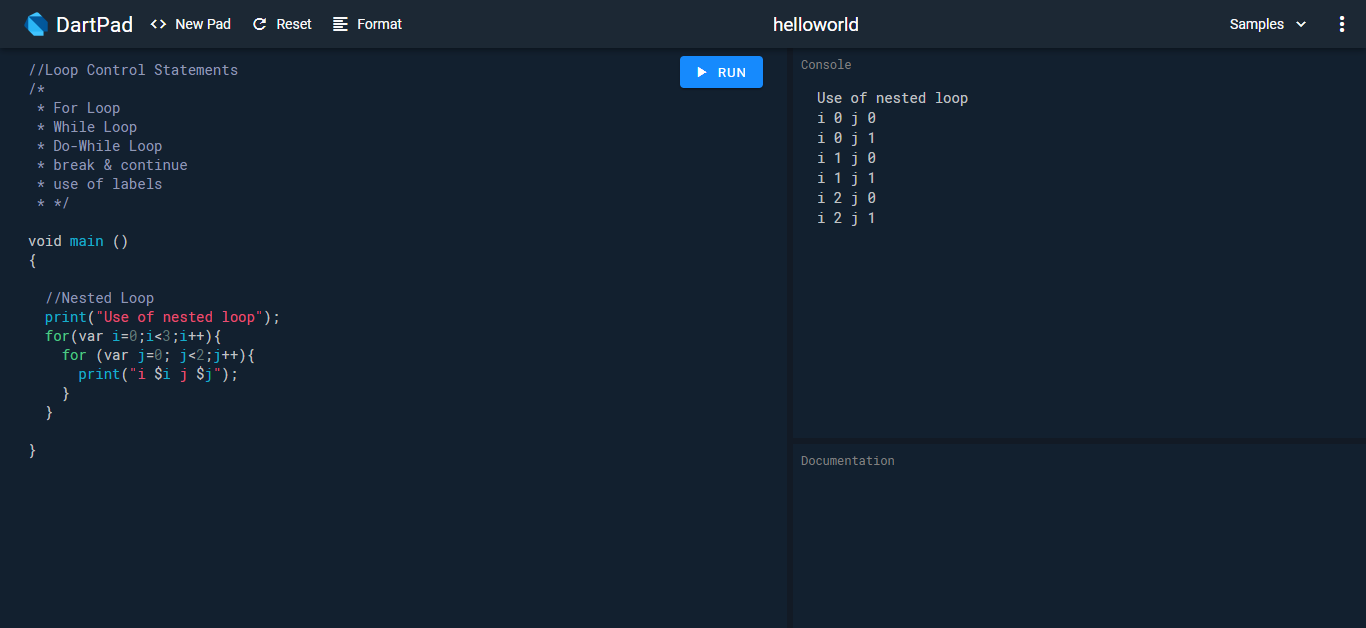 DartPad <> New Pad Reset Format helloworld Samples
//Loop Control Statements
/*
 * For Loop
 * While Loop
 * Do-While Loop
 * break & continue
 * use of labels
 * */
void main ()
{
  //Nested Loop
  print("Use of nested loop");
  for(var i=0;i<3;i++){
    for (var j=0; j<2;j++){
      print("i $i j $j");
    }
  }
}
RUN
Console
Use of nested loop
i 0 j 0
i 0 j 1
i 1 j 0
i 1 j 1
i 2 j 0
i 2 j 1
Documentation